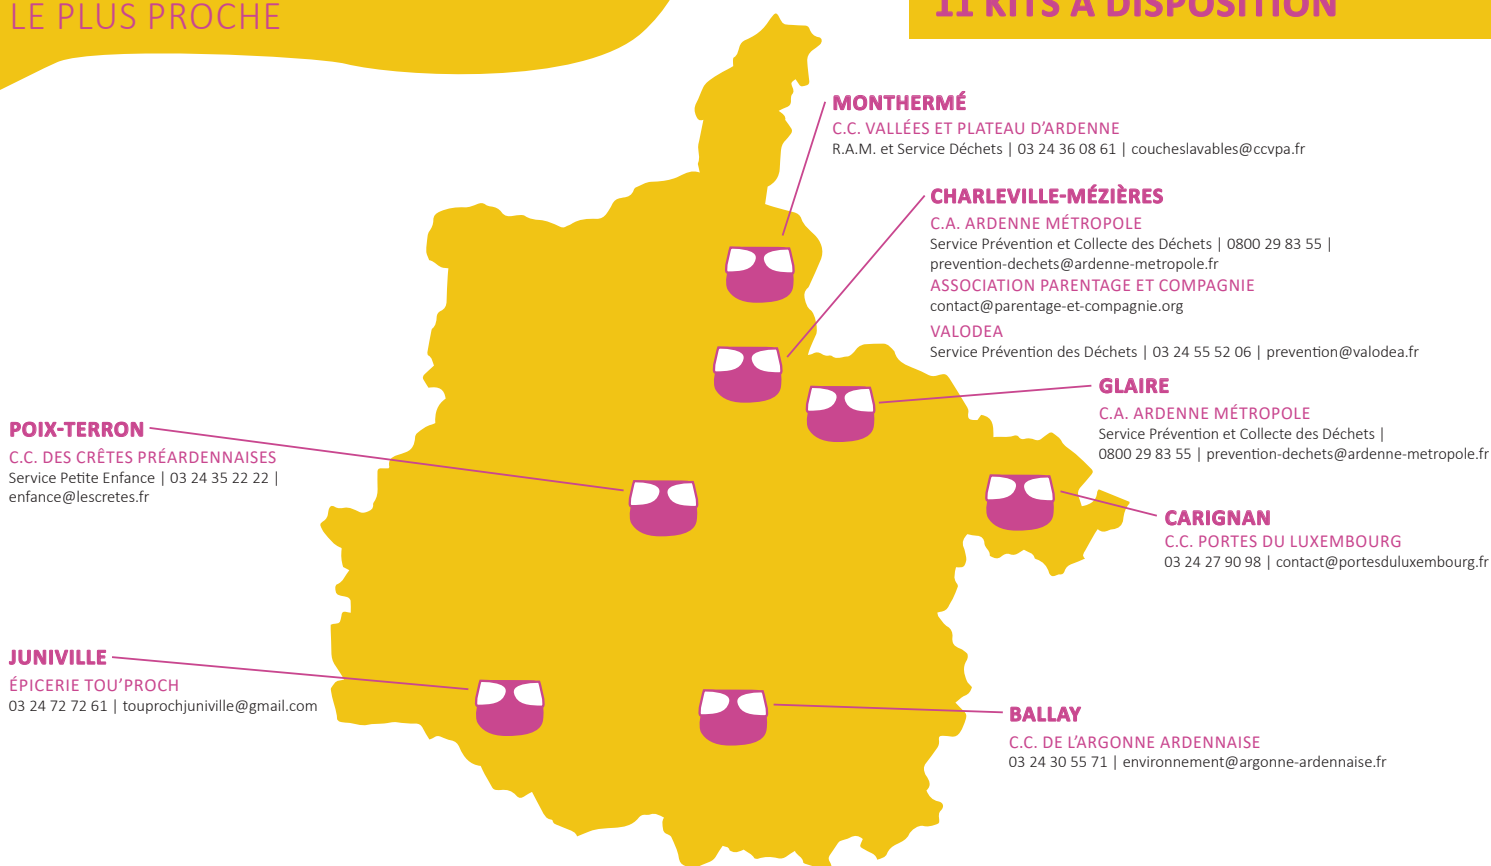 LE PLUS PROCHE
11 KITS À DISPOSITION
MONTHERMÉ
C.C. VALLÉES ET PLATEAU D'ARDENNE
R.A.M. et Service Déchets | 03 24 36 08 61 | coucheslavables@ccvpa.fr
CHARLEVILLE-MÉZIÈRES
C.A. ARDENNE MÉTROPOLE
Service Prévention et Collecte des Déchets | 0800 29 83 55 |
prevention-dechets@ardenne-metropole.fr
ASSOCIATION PARENTAGE ET COMPAGNIE
contact@parentage-et-compagnie.org
VALODEA
Service Prévention des Déchets | 03 24 55 52 06 | prevention@valodea.fr
GLAIRE
C.A. ARDENNE MÉTROPOLE
Service Prévention et Collecte des Déchets |
0800 29 83 55 | prevention-dechets@ardenne-metropole.fr
POIX-TERRON
C.C. DES CRÊTES PRÉARDENNAISES
Service Petite Enfance | 03 24 35 22 22 |
enfance@lescretes.fr
CARIGNAN
C.C. PORTES DU LUXEMBOURG
03 24 27 90 98 | contact@portesduluxembourg.fr
JUNIVILLE
ÉPICERIE TOU'PROCH
03 24 72 72 61 | touprochjuniville@gmail.com
BALLAY
C.C. DE L'ARGONNE ARDENNAISE
03 24 30 55 71 | environnement@argonne-ardennaise.fr